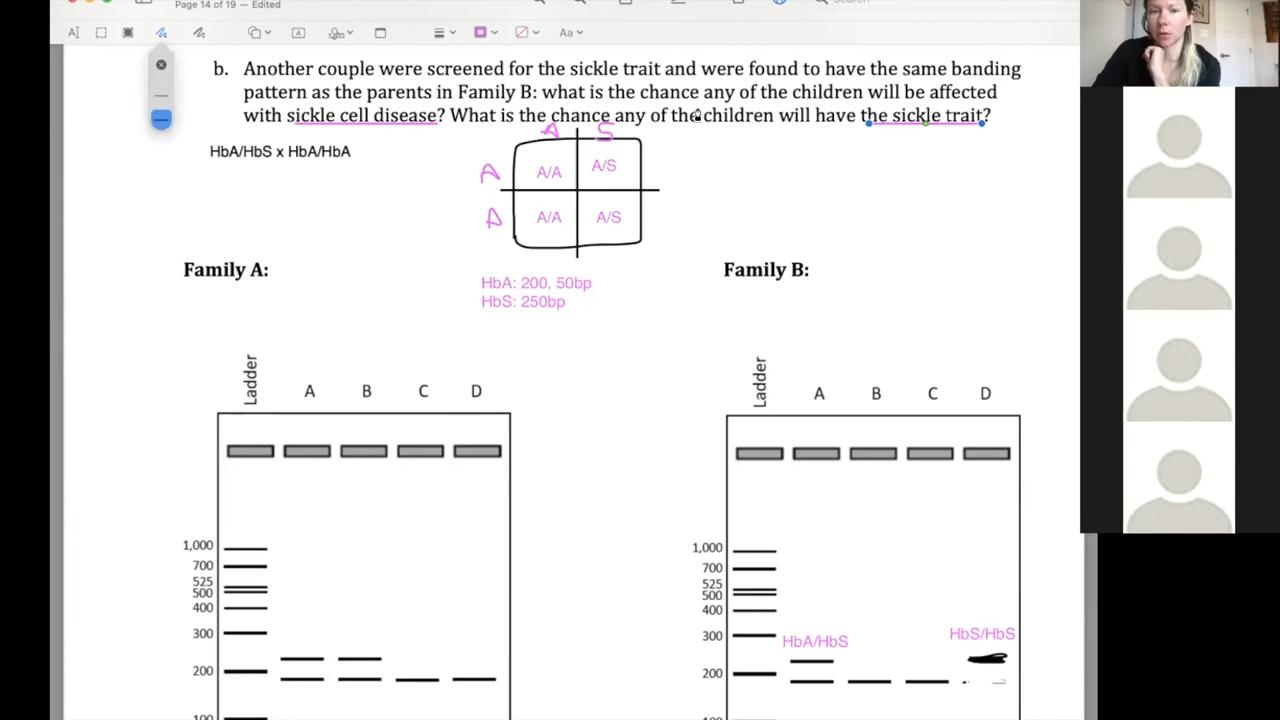 Page 14 of 19 — Edited
Search
b. Another couple were screened for the sickle trait and were found to have the same banding
pattern as the parents in Family B: what is the chance any of the children will be affected
with sickle cell disease? What is the chance any of the children will have the sickle trait?
HbA/HbS x HbA/HbA
A S
A A/A A/S
A A/A A/S
Family A:
Family B:
HbA: 200, 50bp
HbS: 250bp
Ladder A B C D
1,000
700
525
500
400
300
200
100
Ladder A B C D
1,000
700
525
500
400
300
HbA/HbS
HbS/HbS
200